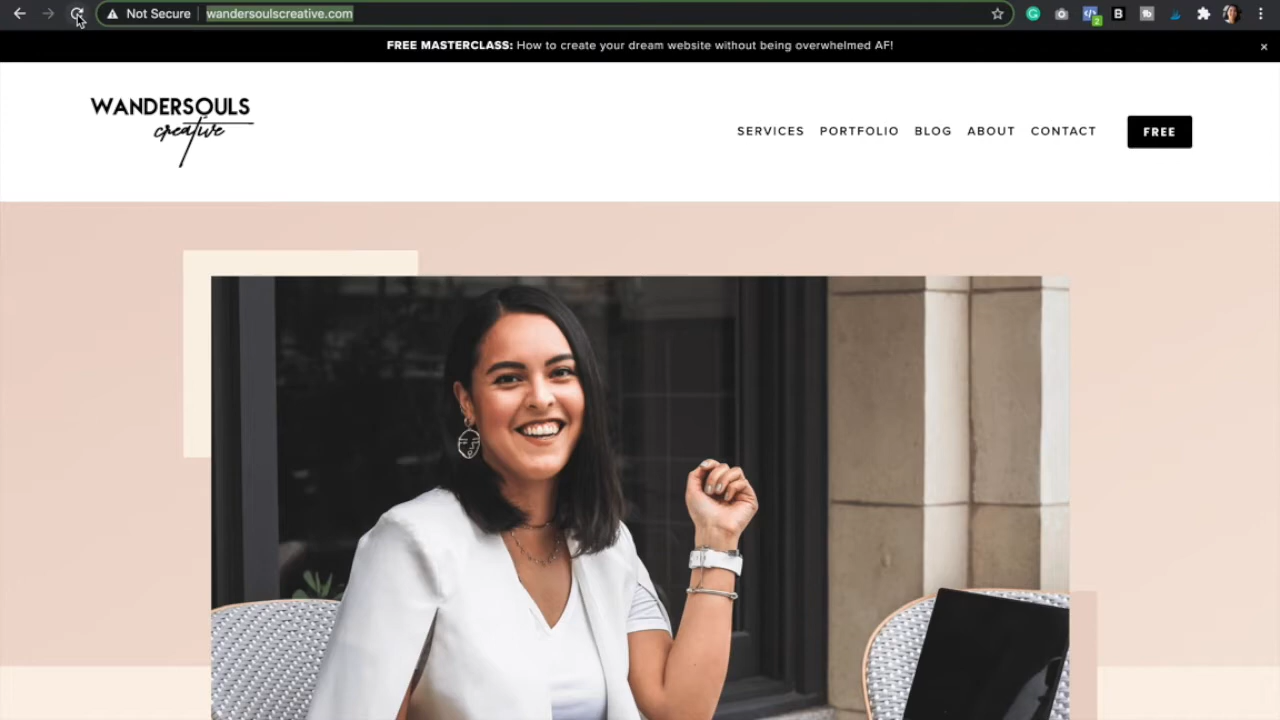 Not Secure wandersoulscreative.com
2
FREE MASTERCLASS: How to create your dream website without being overwhelmed AF! ×
WANDERSOULS
creative
SERVICES PORTFOLIO BLOG ABOUT CONTACT FREE